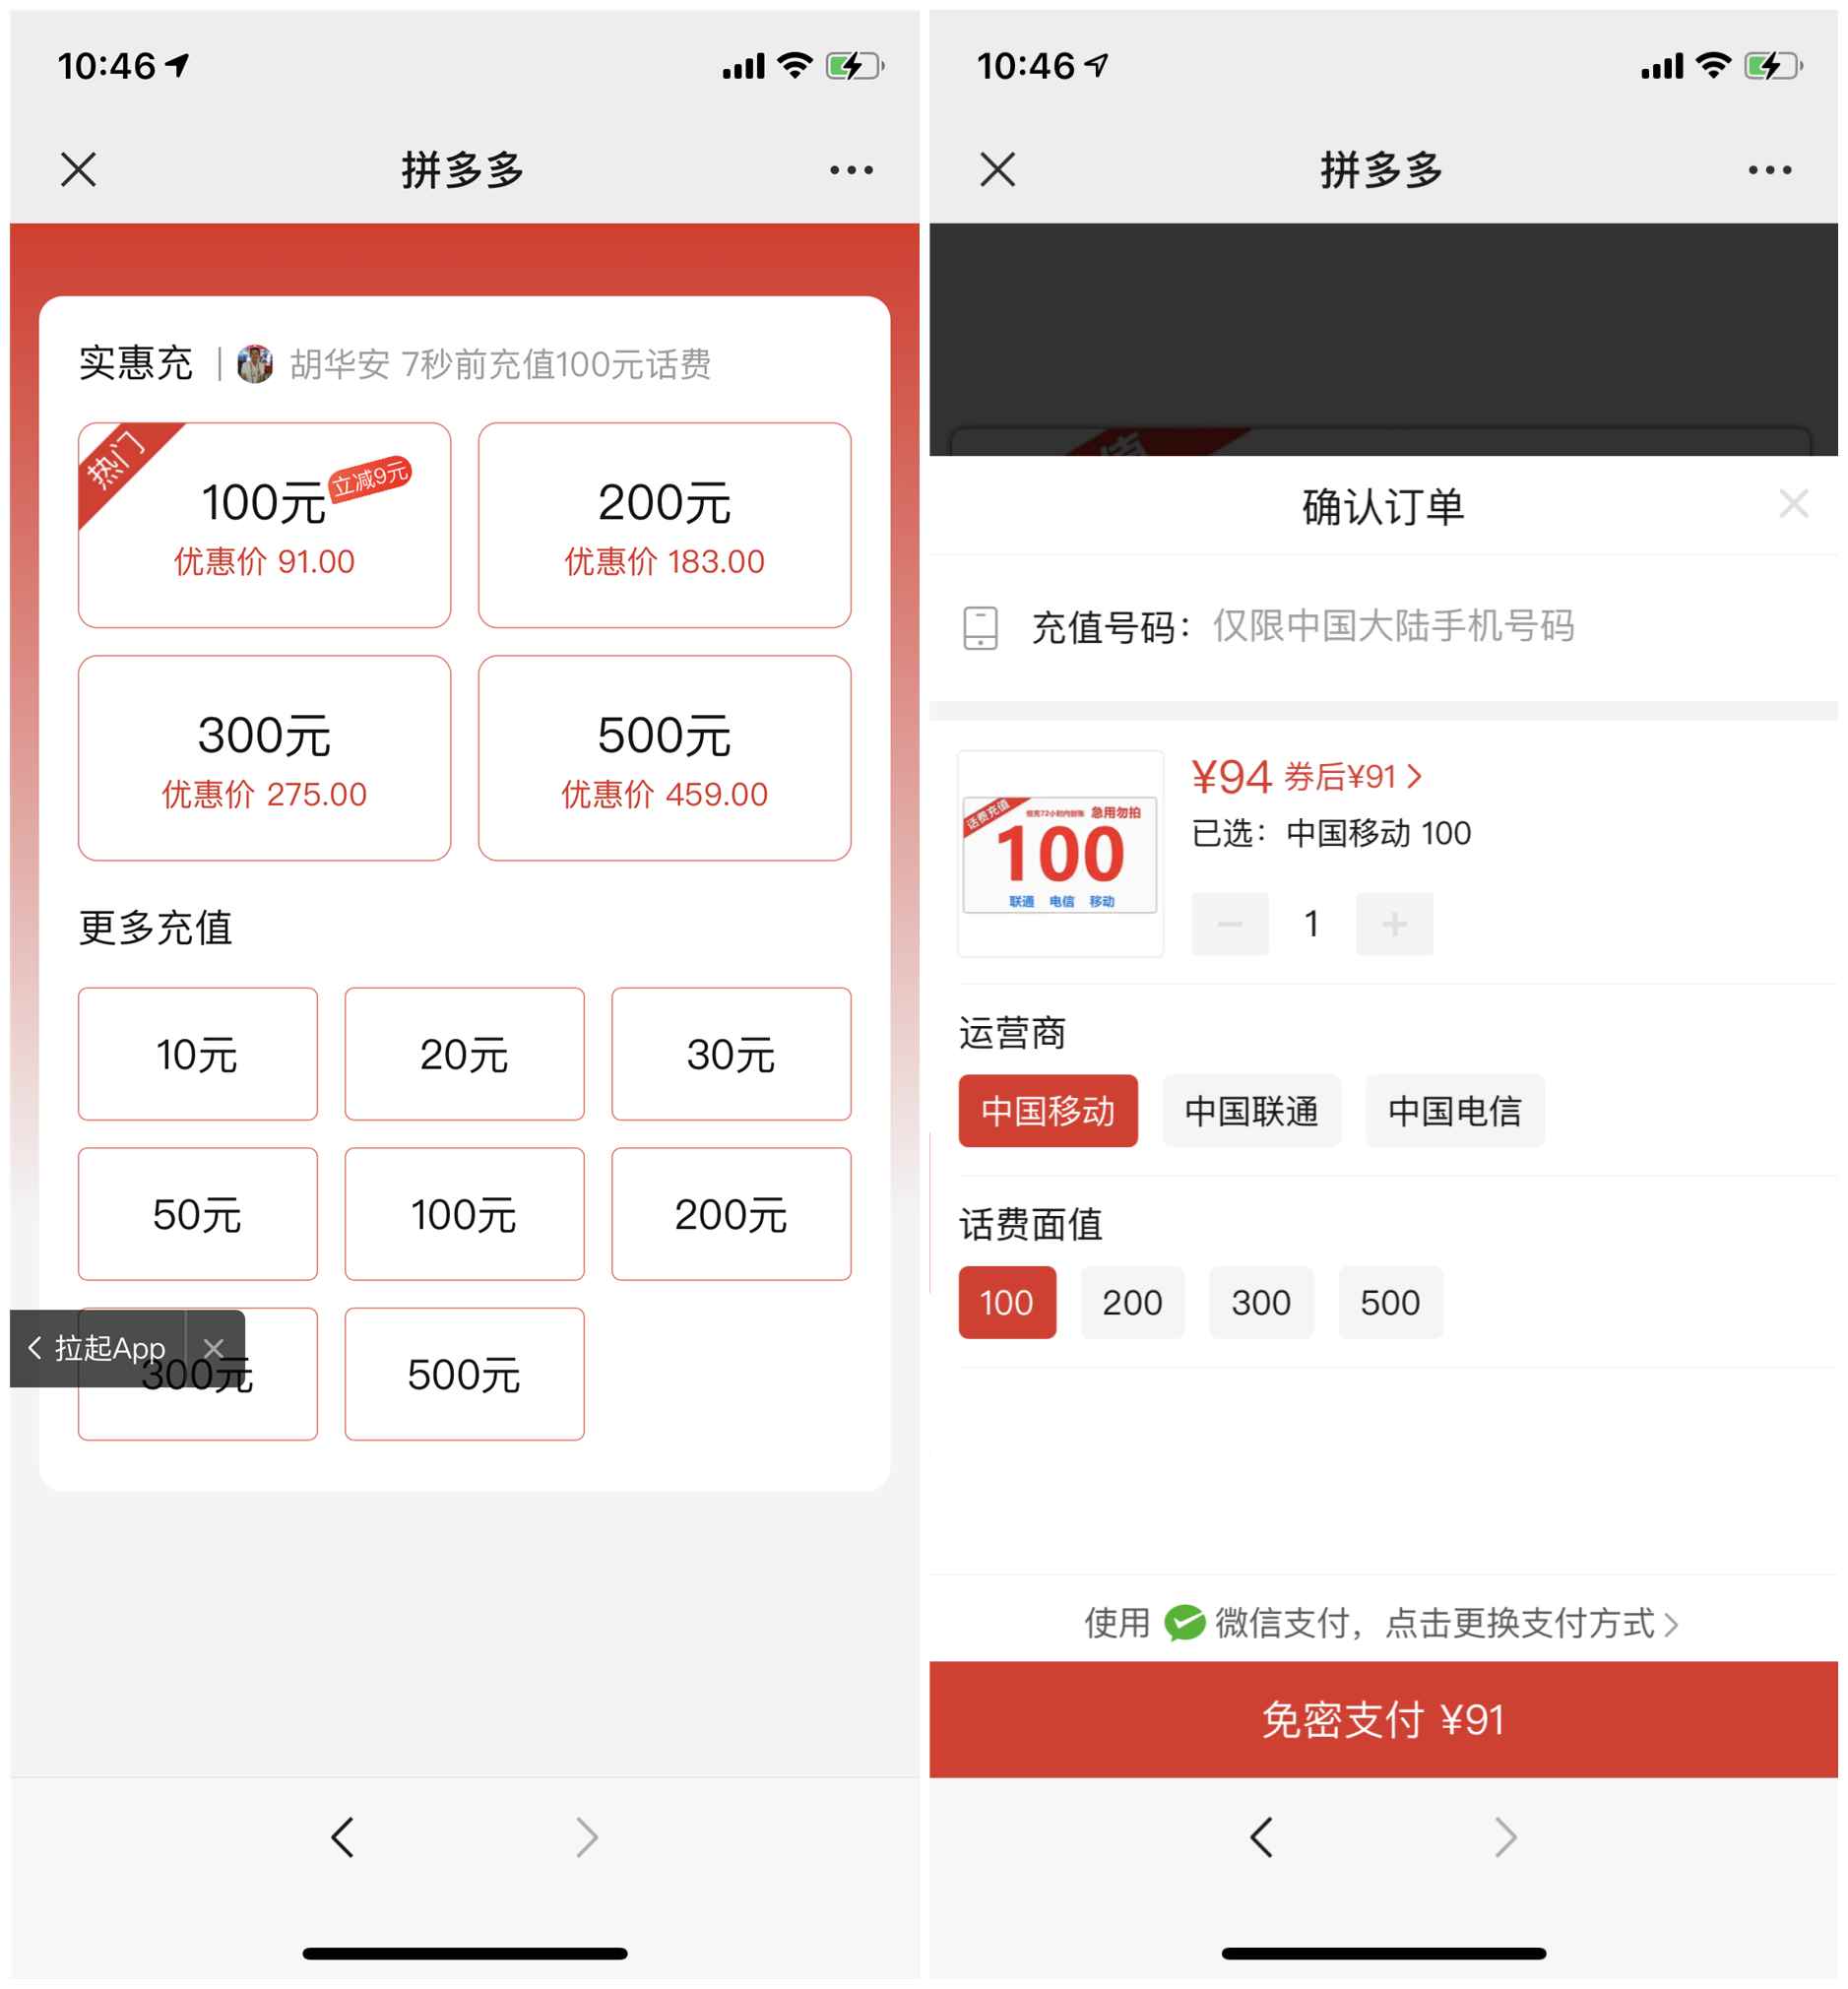 10:46
拼多多
实惠充
胡华安 7秒前充值100元话费
热门
100元
立减9元
优惠价 91.00
200元
优惠价 183.00
300元
优惠价 275.00
500元
优惠价 459.00
更多充值
10元
20元
30元
50元
100元
200元
拉起App
300元
500元
10:46
拼多多
确认订单
充值号码：仅限中国大陆手机号码
¥94 券后¥91
已选：中国移动 100
话费充值
急用勿拍
100
联通 电信 移动
1
运营商
中国移动
中国联通
中国电信
话费面值
100
200
300
500
使用 微信支付，点击更换支付方式
免密支付 ¥91